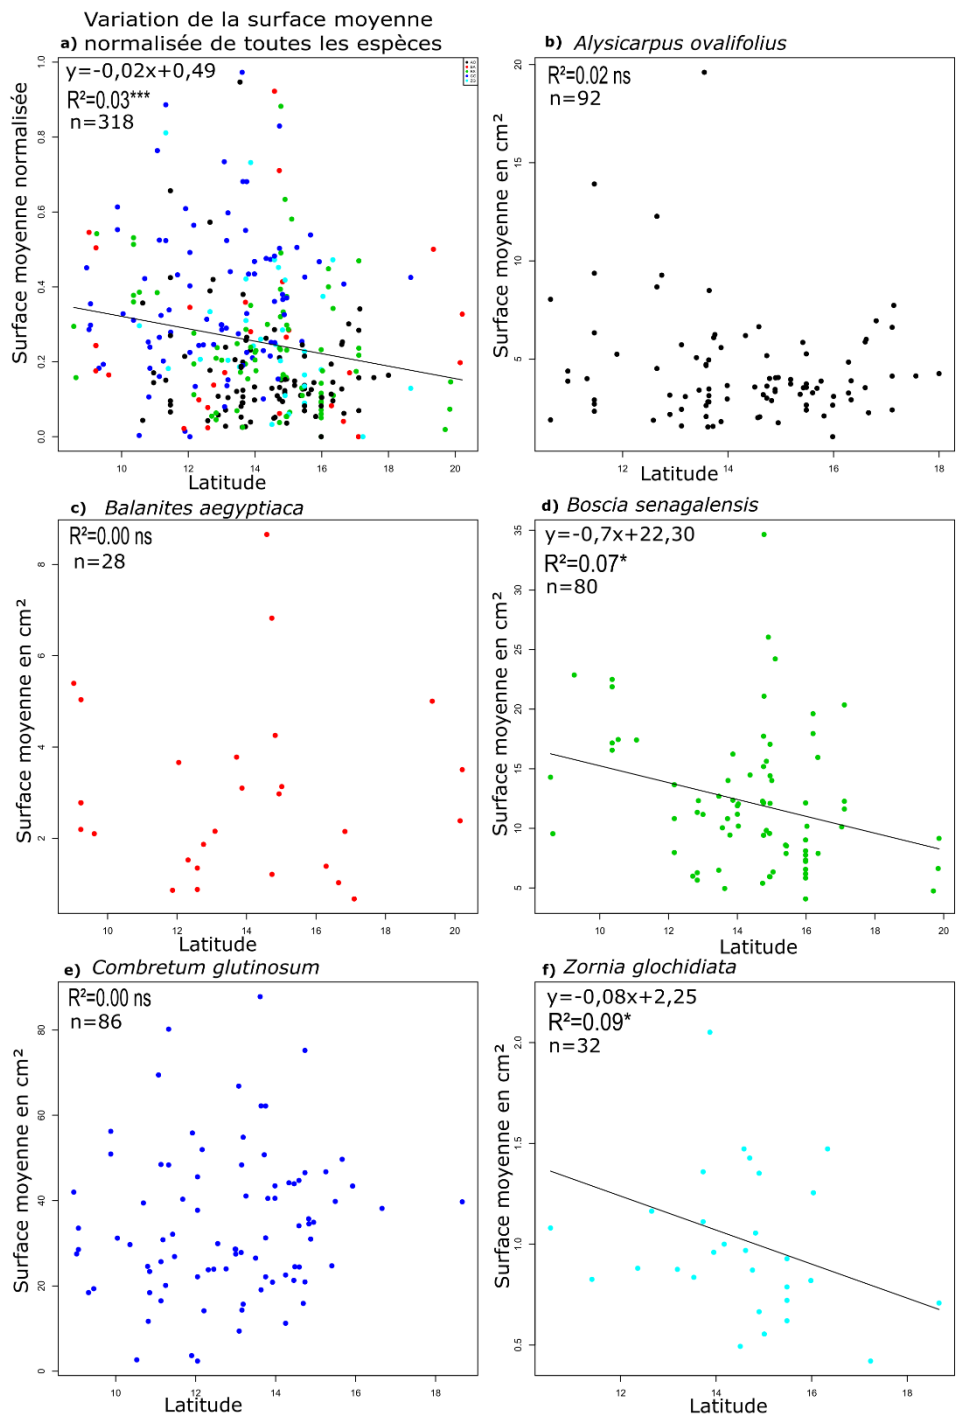 Variation de la surface moyenne
a) normalisée de toutes les espèces
y=-0,02x+0,49
R²=0.03***
n=318
Surface moyenne normalisée
0.0 0.2 0.4 0.6 0.8 1.0
10 12 14 16 18 20
Latitude
b) Alysicarpus ovalifolius
R²=0.02 ns
n=92
Surface moyenne en cm²
5 10 15 20
12 14 16 18
Latitude
c) Balanites aegyptiaca
R²=0.00 ns
n=28
Surface moyenne en cm²
2 4 6 8
10 12 14 16 18 20
Latitude
d) Boscia senagalensis
y=-0,7x+22,30
R²=0.07*
n=80
Surface moyenne en cm²
5 10 15 20 25 30 35
10 12 14 16 18 20
Latitude
e) Combretum glutinosum
R²=0.00 ns
n=86
Surface moyenne en cm²
0 20 40 60 80
10 12 14 16 18
Latitude
f) Zornia glochidiata
y=-0,08x+2,25
R²=0.09*
n=32
Surface moyenne en cm²
0.5 1.0 1.5 2.0
12 14 16 18
Latitude